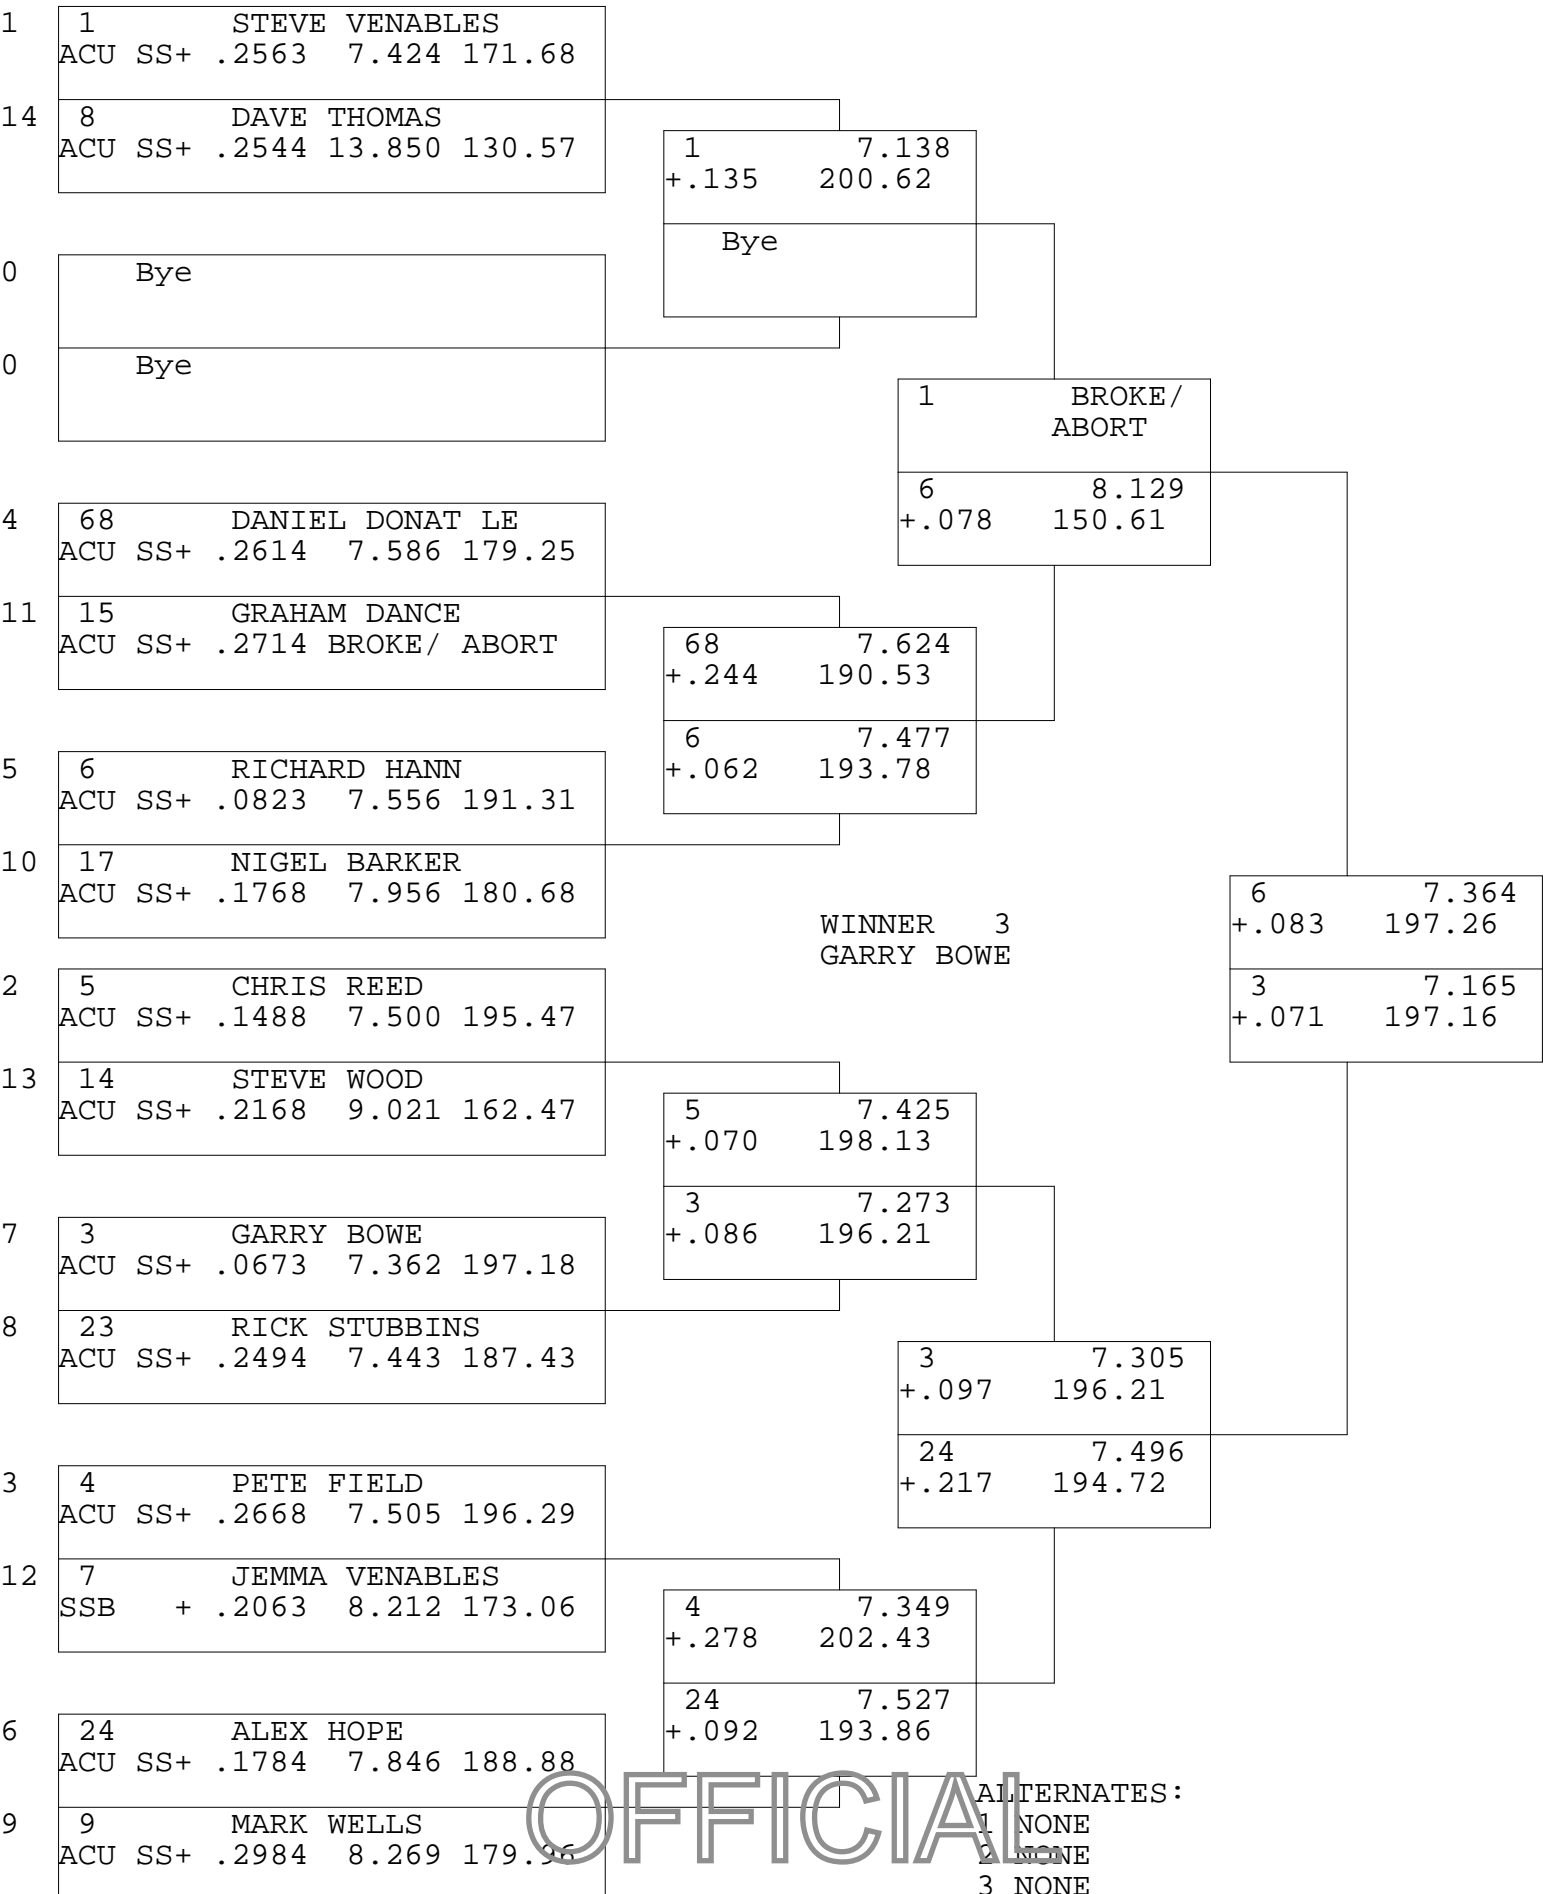 1 1 STEVE VENABLES
ACU SS+ .2563 7.424 171.68
14 8 DAVE THOMAS
ACU SS+ .2544 13.850 130.57
0 Bye
0 Bye
4 68 DANIEL DONAT LE
ACU SS+ .2614 7.586 179.25
11 15 GRAHAM DANCE
ACU SS+ .2714 BROKE/ ABORT
5 6 RICHARD HANN
ACU SS+ .0823 7.556 191.31
10 17 NIGEL BARKER
ACU SS+ .1768 7.956 180.68
2 5 CHRIS REED
ACU SS+ .1488 7.500 195.47
13 14 STEVE WOOD
ACU SS+ .2168 9.021 162.47
7 3 GARRY BOWE
ACU SS+ .0673 7.362 197.18
8 23 RICK STUBBINS
ACU SS+ .2494 7.443 187.43
3 4 PETE FIELD
ACU SS+ .2668 7.505 196.29
12 7 JEMMA VENABLES
SSB + .2063 8.212 173.06
6 24 ALEX HOPE
ACU SS+ .1784 7.846 188.88
9 9 MARK WELLS
ACU SS+ .2984 8.269 179.96
1 7.138
+.135 200.62
Bye
68 7.624
+.244 190.53
6 7.477
+.062 193.78
5 7.425
+.070 198.13
3 7.273
+.086 196.21
4 7.349
+.278 202.43
24 7.527
+.092 193.86
1 BROKE/
ABORT
6 8.129
+.078 150.61
3 7.305
+.097 196.21
24 7.496
+.217 194.72
6 7.364
+.083 197.26
3 7.165
+.071 197.16
WINNER 3
GARRY BOWE
ALTERNATES:
1 NONE
2 NONE
3 NONE
OFFICIAL